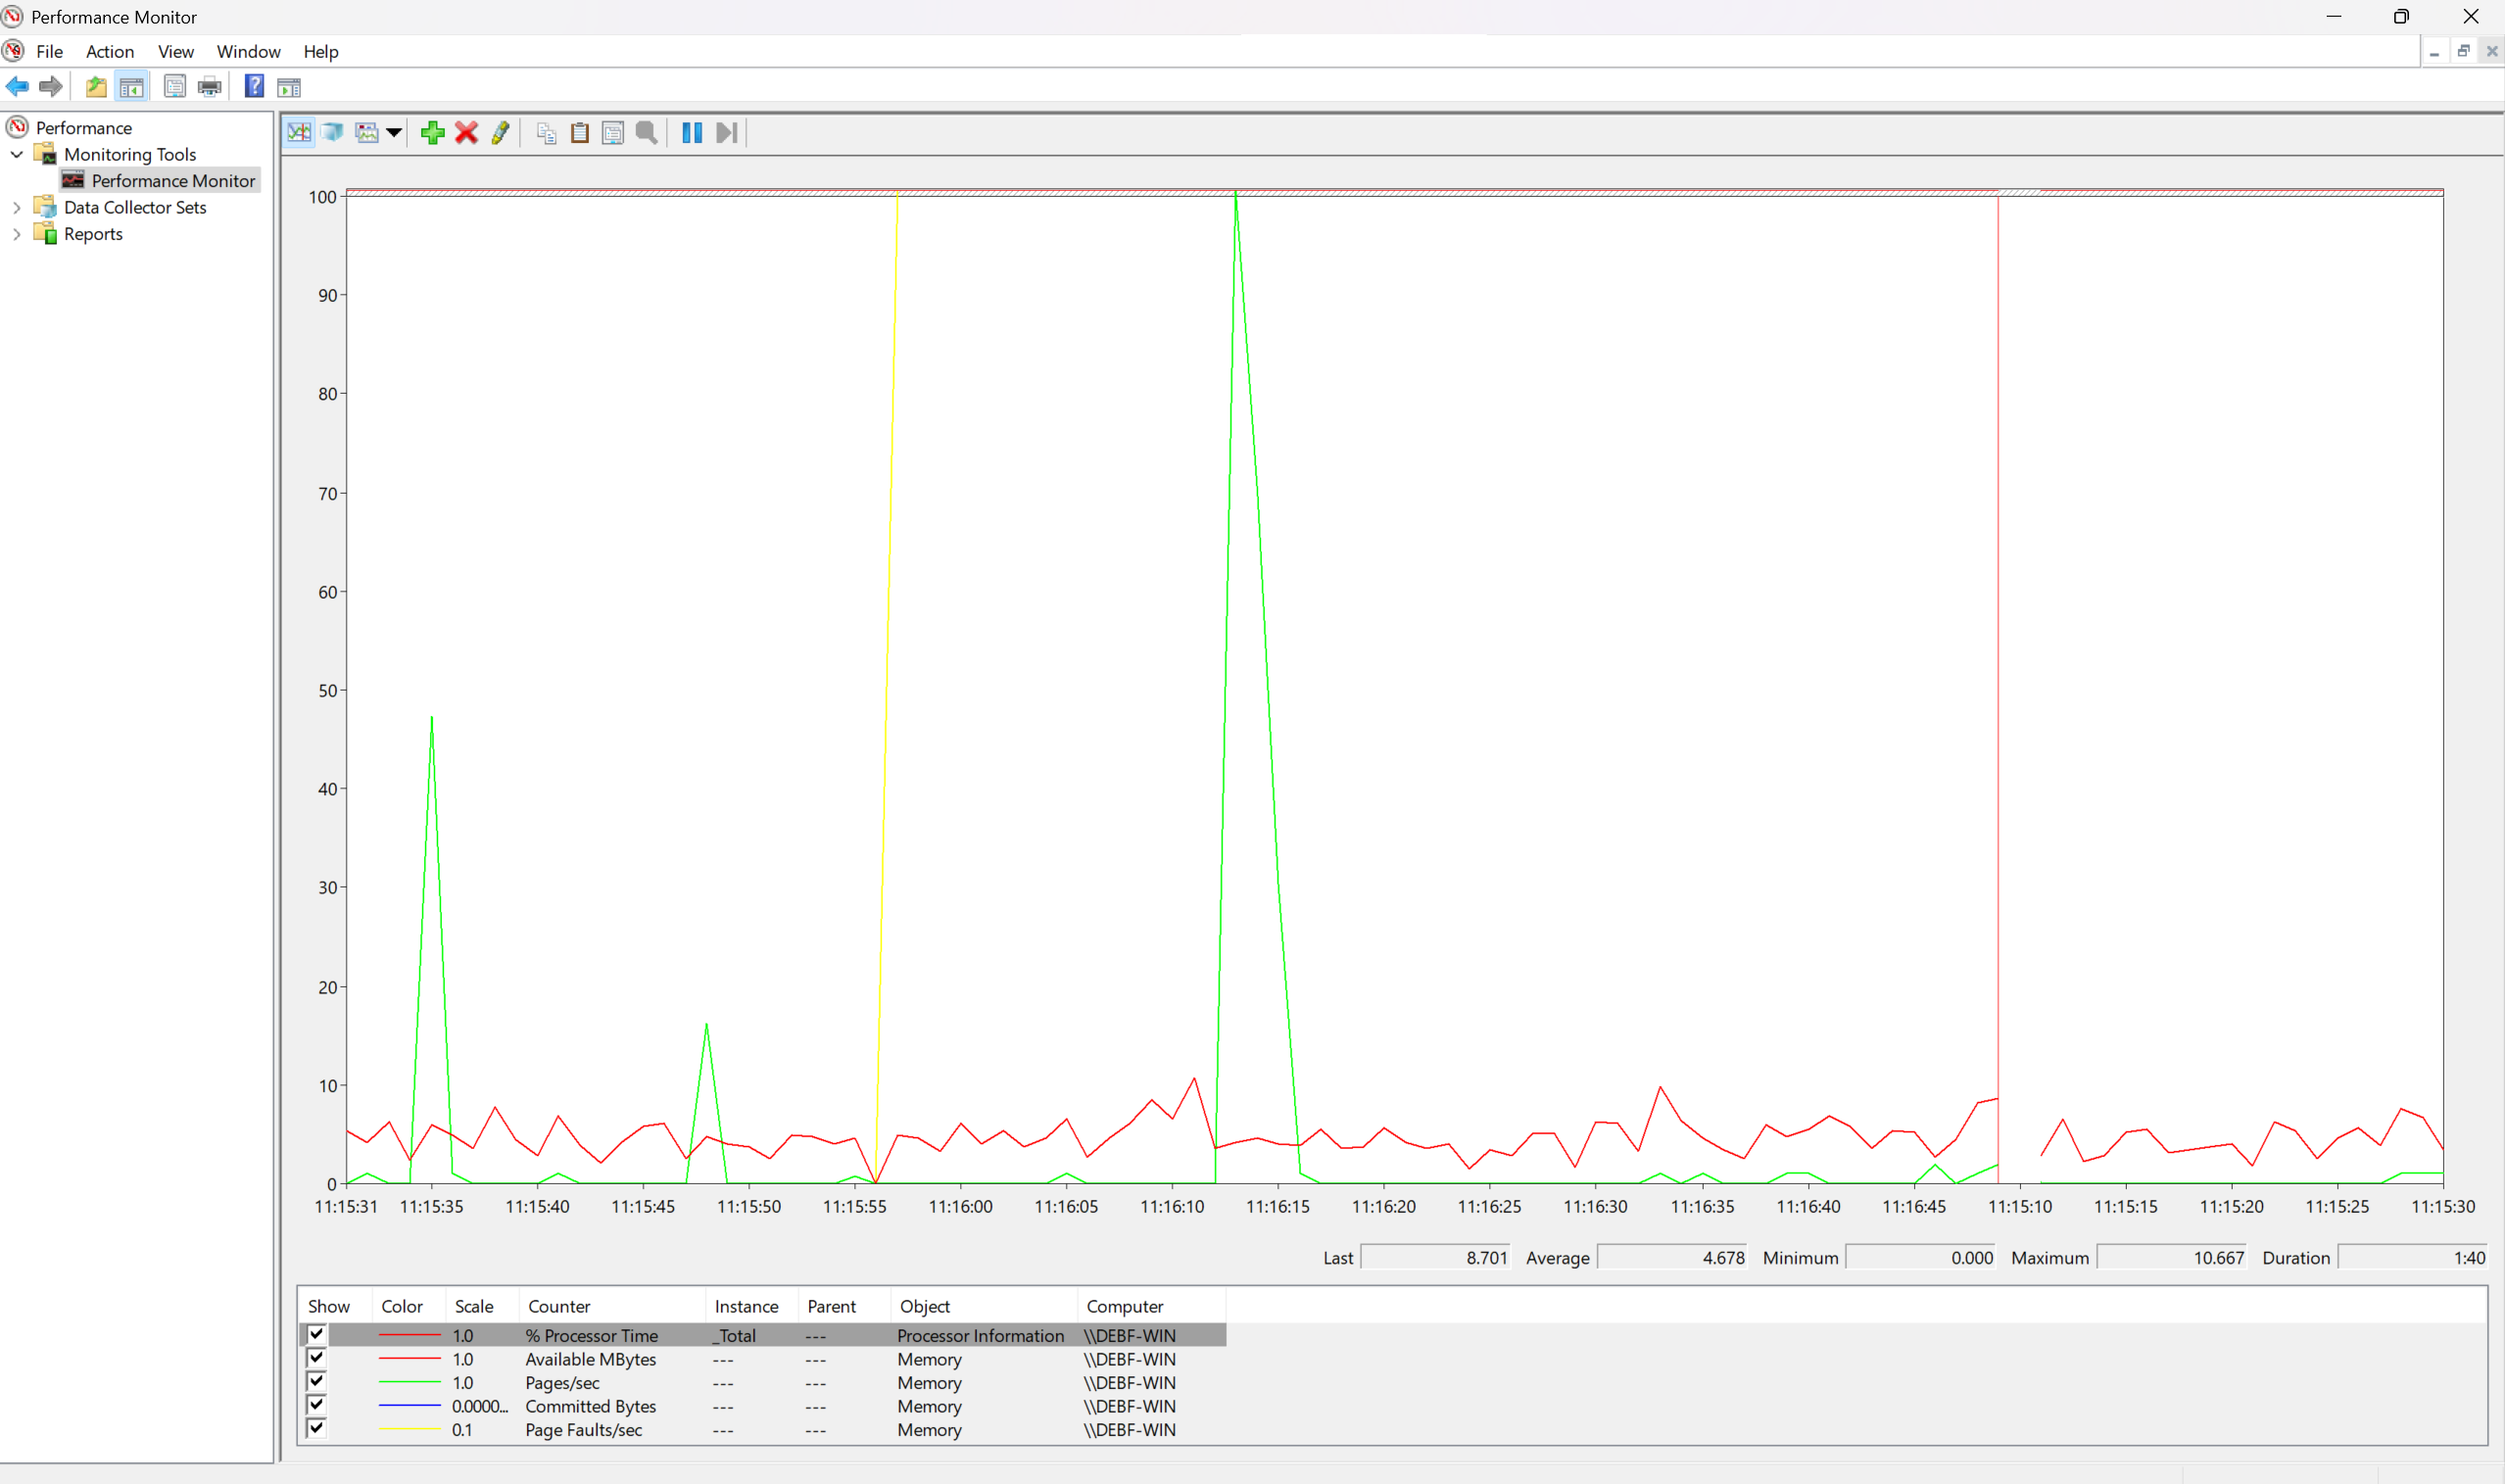 Performance Monitor
File Action View Window Help
Performance
Monitoring Tools
Performance Monitor
Data Collector Sets
Reports
100
90
80
70
60
50
40
30
20
10
0
11:15:31 11:15:35 11:15:40 11:15:45 11:15:50 11:15:55 11:16:00 11:16:05 11:16:10 11:16:15 11:16:20 11:16:25 11:16:30 11:16:35 11:16:40 11:16:45 11:15:10 11:15:15 11:15:20 11:15:25 11:15:30
Last 8.701 Average 4.678 Minimum 0.000 Maximum 10.667 Duration 1:40
Show Color Scale Counter Instance Parent Object Computer
1.0 % Processor Time _Total --- Processor Information \\DEBF-WIN
1.0 Available MBytes --- --- Memory \\DEBF-WIN
1.0 Pages/sec --- --- Memory \\DEBF-WIN
0.0000... Committed Bytes --- --- Memory \\DEBF-WIN
0.1 Page Faults/sec --- --- Memory \\DEBF-WIN